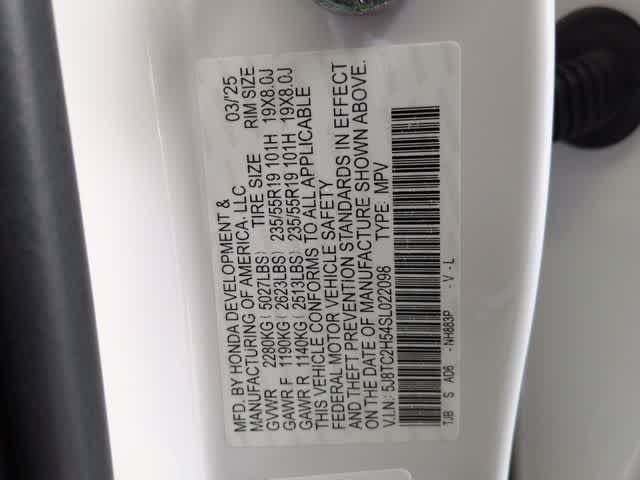 MFD. BY HONDA DEVELOPMENT & 03/'25
MANUFACTURING OF AMERICA, LLC
TIRE SIZE RIM SIZE
GVWR 2280KG ( 5027LBS)
GAWR F 1190KG ( 2623LBS) 235/55R19 101H 19X8.0J
GAWR R 1140KG ( 2513LBS) 235/55R19 101H 19X8.0J
THIS VEHICLE CONFORMS TO ALL APPLICABLE
FEDERAL MOTOR VEHICLE SAFETY
AND THEFT PREVENTION STANDARDS IN EFFECT
ON THE DATE OF MANUFACTURE SHOWN ABOVE.
V.I.N: 5J8TC2H54SL022098 TYPE: MPV
TJB S AD6 - NH883P - V - L